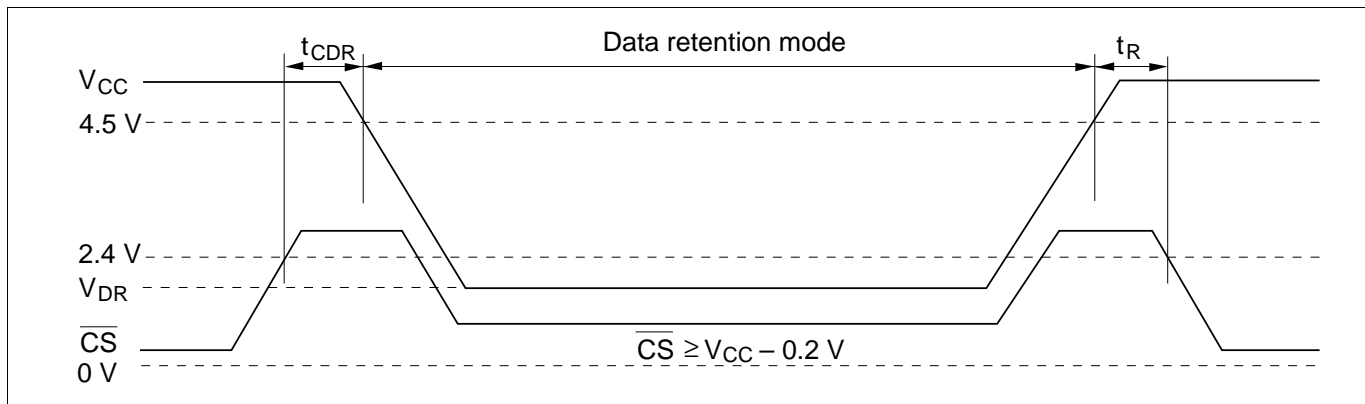 tCDR
Data retention mode
tR
VCC
4.5 V
2.4 V
VDR
CS
CS ≥ VCC – 0.2 V
0 V